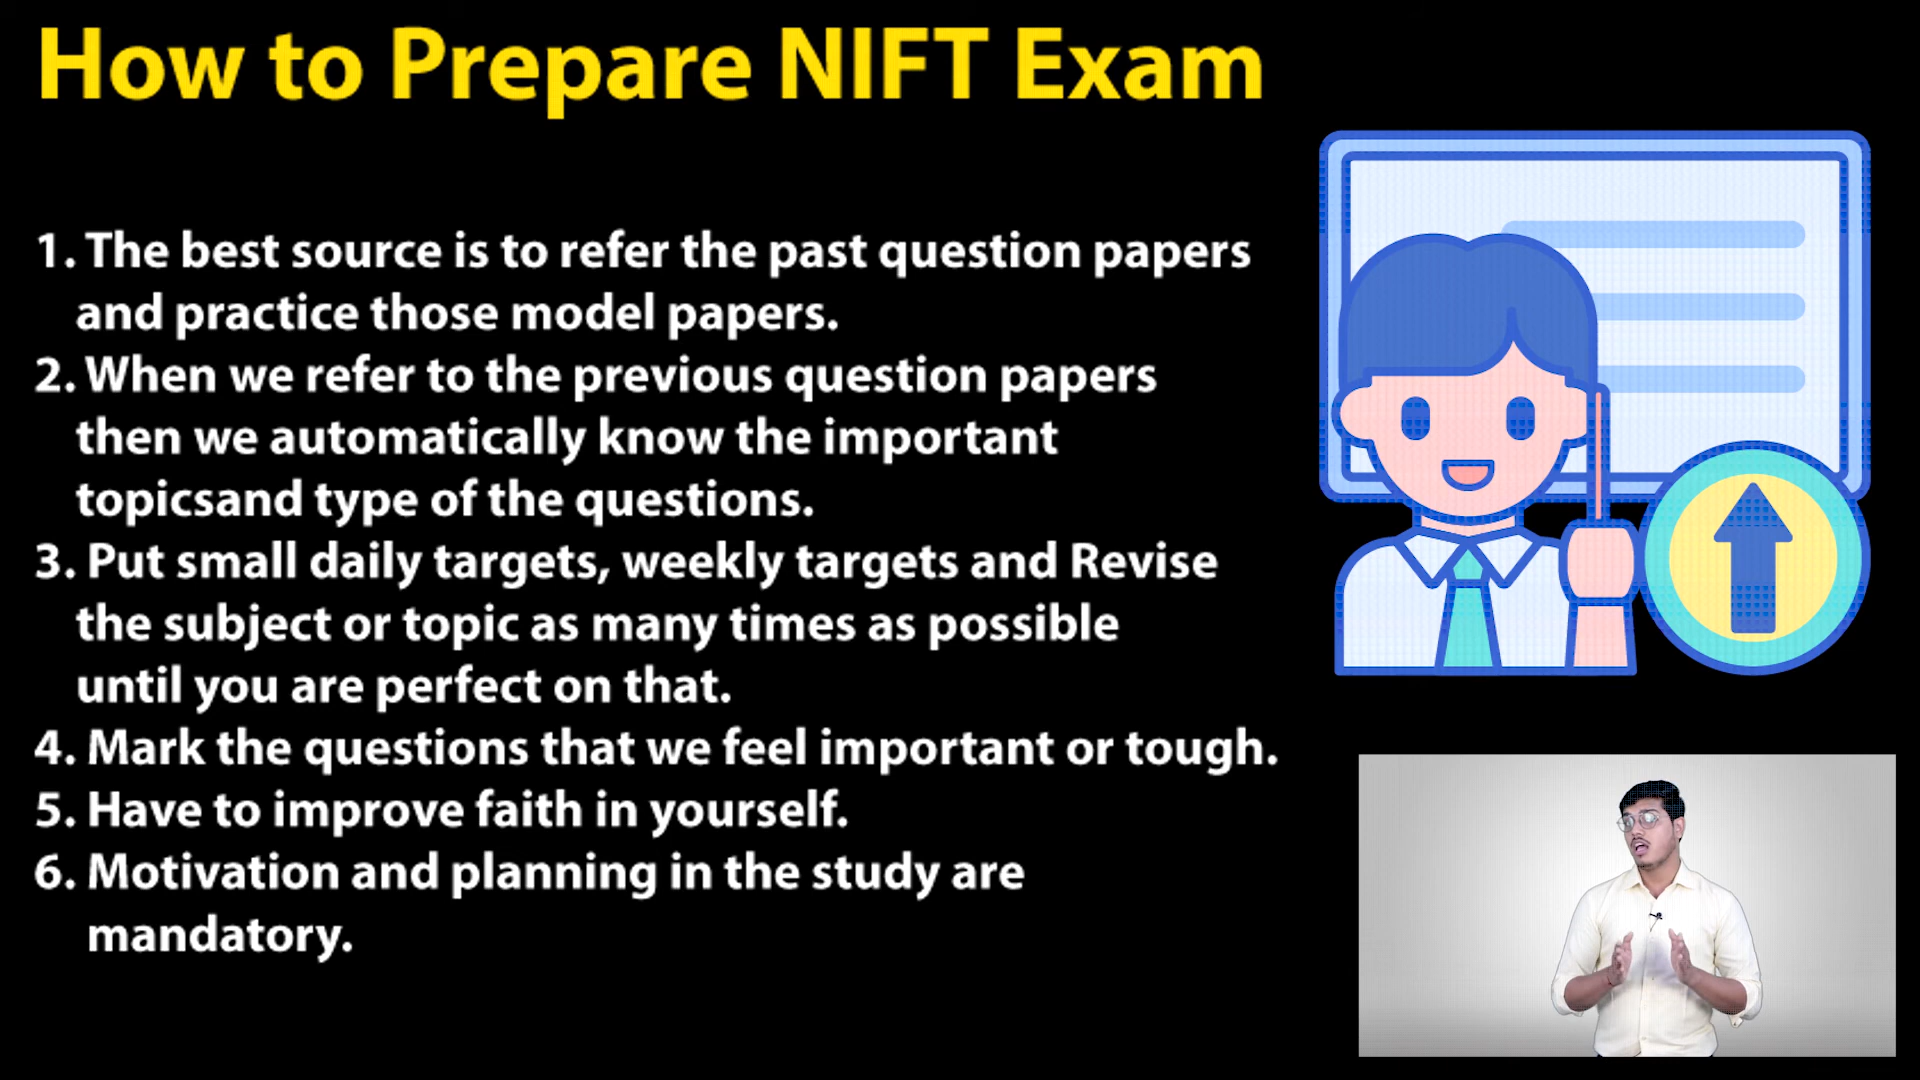 How to Prepare NIFT Exam
1. The best source is to refer the past question papers
and practice those model papers.
2. When we refer to the previous question papers
then we automatically know the important
topicsand type of the questions.
3. Put small daily targets, weekly targets and Revise
the subject or topic as many times as possible
until you are perfect on that.
4. Mark the questions that we feel important or tough.
5. Have to improve faith in yourself.
6. Motivation and planning in the study are
mandatory.